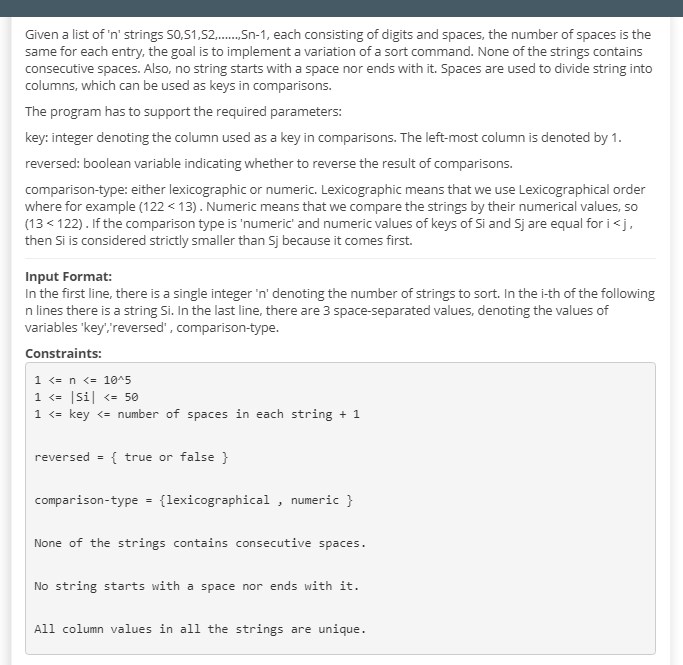 Given a list of 'n' strings S0,S1,S2,......,Sn-1, each consisting of digits and spaces, the number of spaces is the
same for each entry, the goal is to implement a variation of a sort command. None of the strings contains
consecutive spaces. Also, no string starts with a space nor ends with it. Spaces are used to divide string into
columns, which can be used as keys in comparisons.
The program has to support the required parameters:
key: integer denoting the column used as a key in comparisons. The left-most column is denoted by 1.
reversed: boolean variable indicating whether to reverse the result of comparisons.
comparison-type: either lexicographic or numeric. Lexicographic means that we use Lexicographical order
where for example (122 < 13) . Numeric means that we compare the strings by their numerical values, so
(13 < 122) . If the comparison type is 'numeric' and numeric values of keys of Si and Sj are equal for i < j ,
then Si is considered strictly smaller than Sj because it comes first.
Input Format:
In the first line, there is a single integer 'n' denoting the number of strings to sort. In the i-th of the following
n lines there is a string Si. In the last line, there are 3 space-separated values, denoting the values of
variables 'key','reversed' , comparison-type.
Constraints:
1 <= n <= 10^5
1 <= |Si| <= 50
1 <= key <= number of spaces in each string + 1
reversed = { true or false }
comparison-type = {lexicographical , numeric }
None of the strings contains consecutive spaces.
No string starts with a space nor ends with it.
All column values in all the strings are unique.